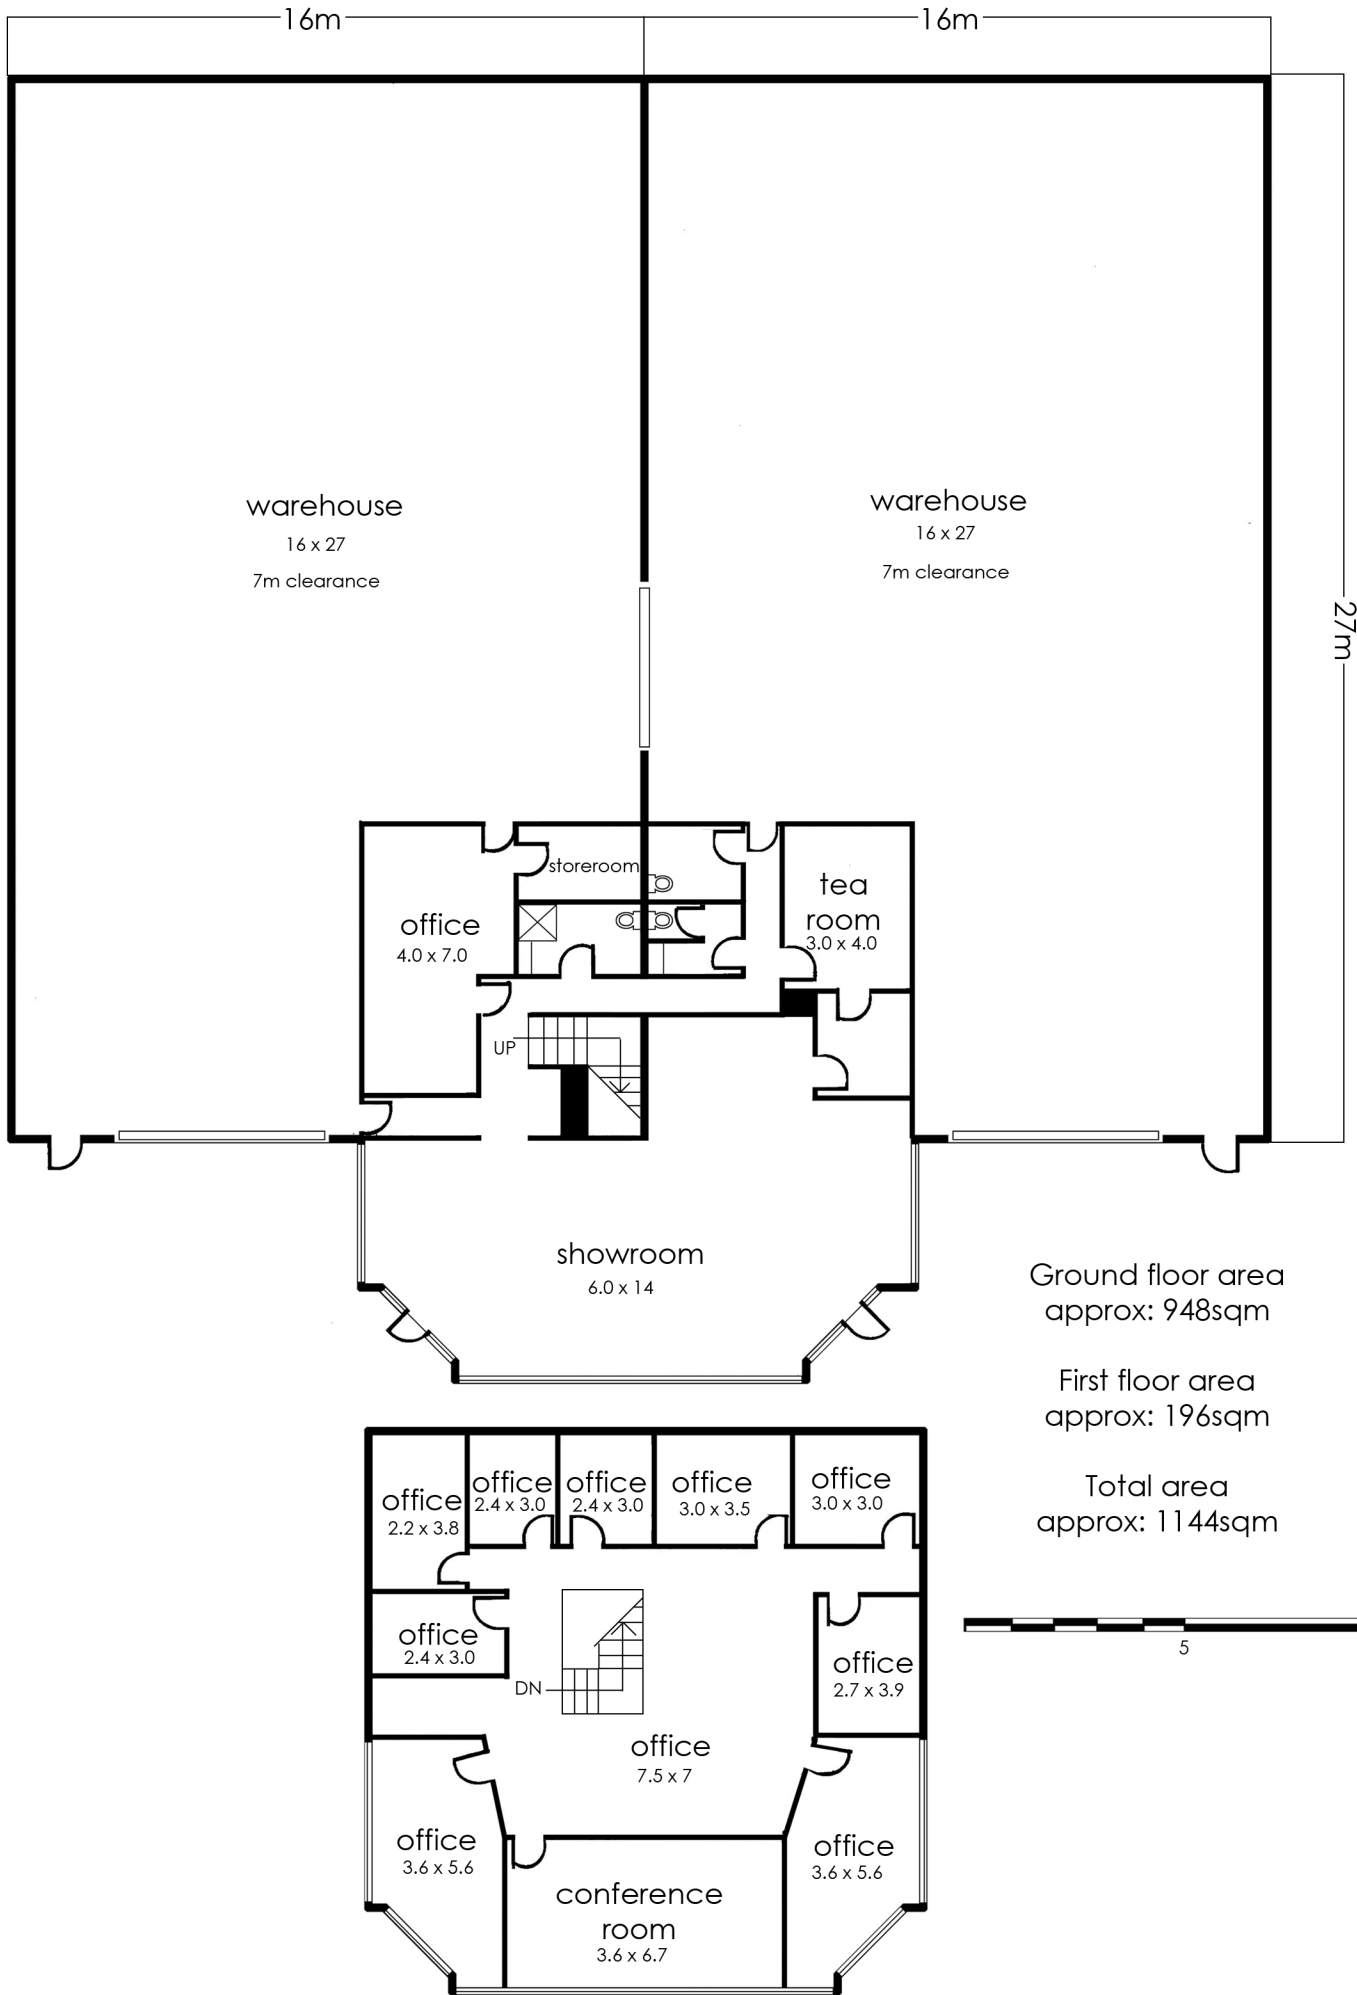 16m
16m
27m
warehouse
16 x 27
7m clearance
warehouse
16 x 27
7m clearance
office
4.0 x 7.0
storeroom
tea
room
3.0 x 4.0
UP
showroom
6.0 x 14
Ground floor area
approx: 948sqm
First floor area
approx: 196sqm
Total area
approx: 1144sqm
5
office
2.2 x 3.8
office
2.4 x 3.0
office
2.4 x 3.0
office
3.0 x 3.5
office
3.0 x 3.0
office
2.4 x 3.0
DN
office
2.7 x 3.9
office
7.5 x 7
office
3.6 x 5.6
office
3.6 x 5.6
conference
room
3.6 x 6.7